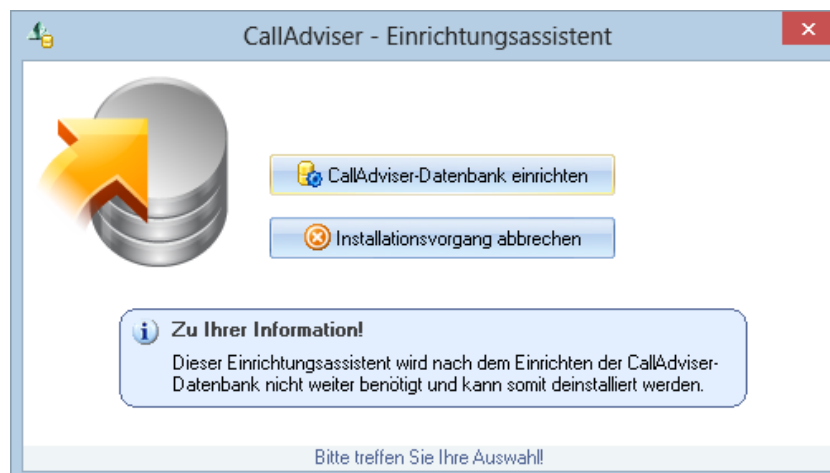 CallAdviser - Einrichtungsassistent
CallAdviser-Datenbank einrichten
Installationsvorgang abbrechen
Zu Ihrer Information!
Dieser Einrichtungsassistent wird nach dem Einrichten der CallAdviser-
Datenbank nicht weiter benötigt und kann somit deinstalliert werden.
Bitte treffen Sie Ihre Auswahl!